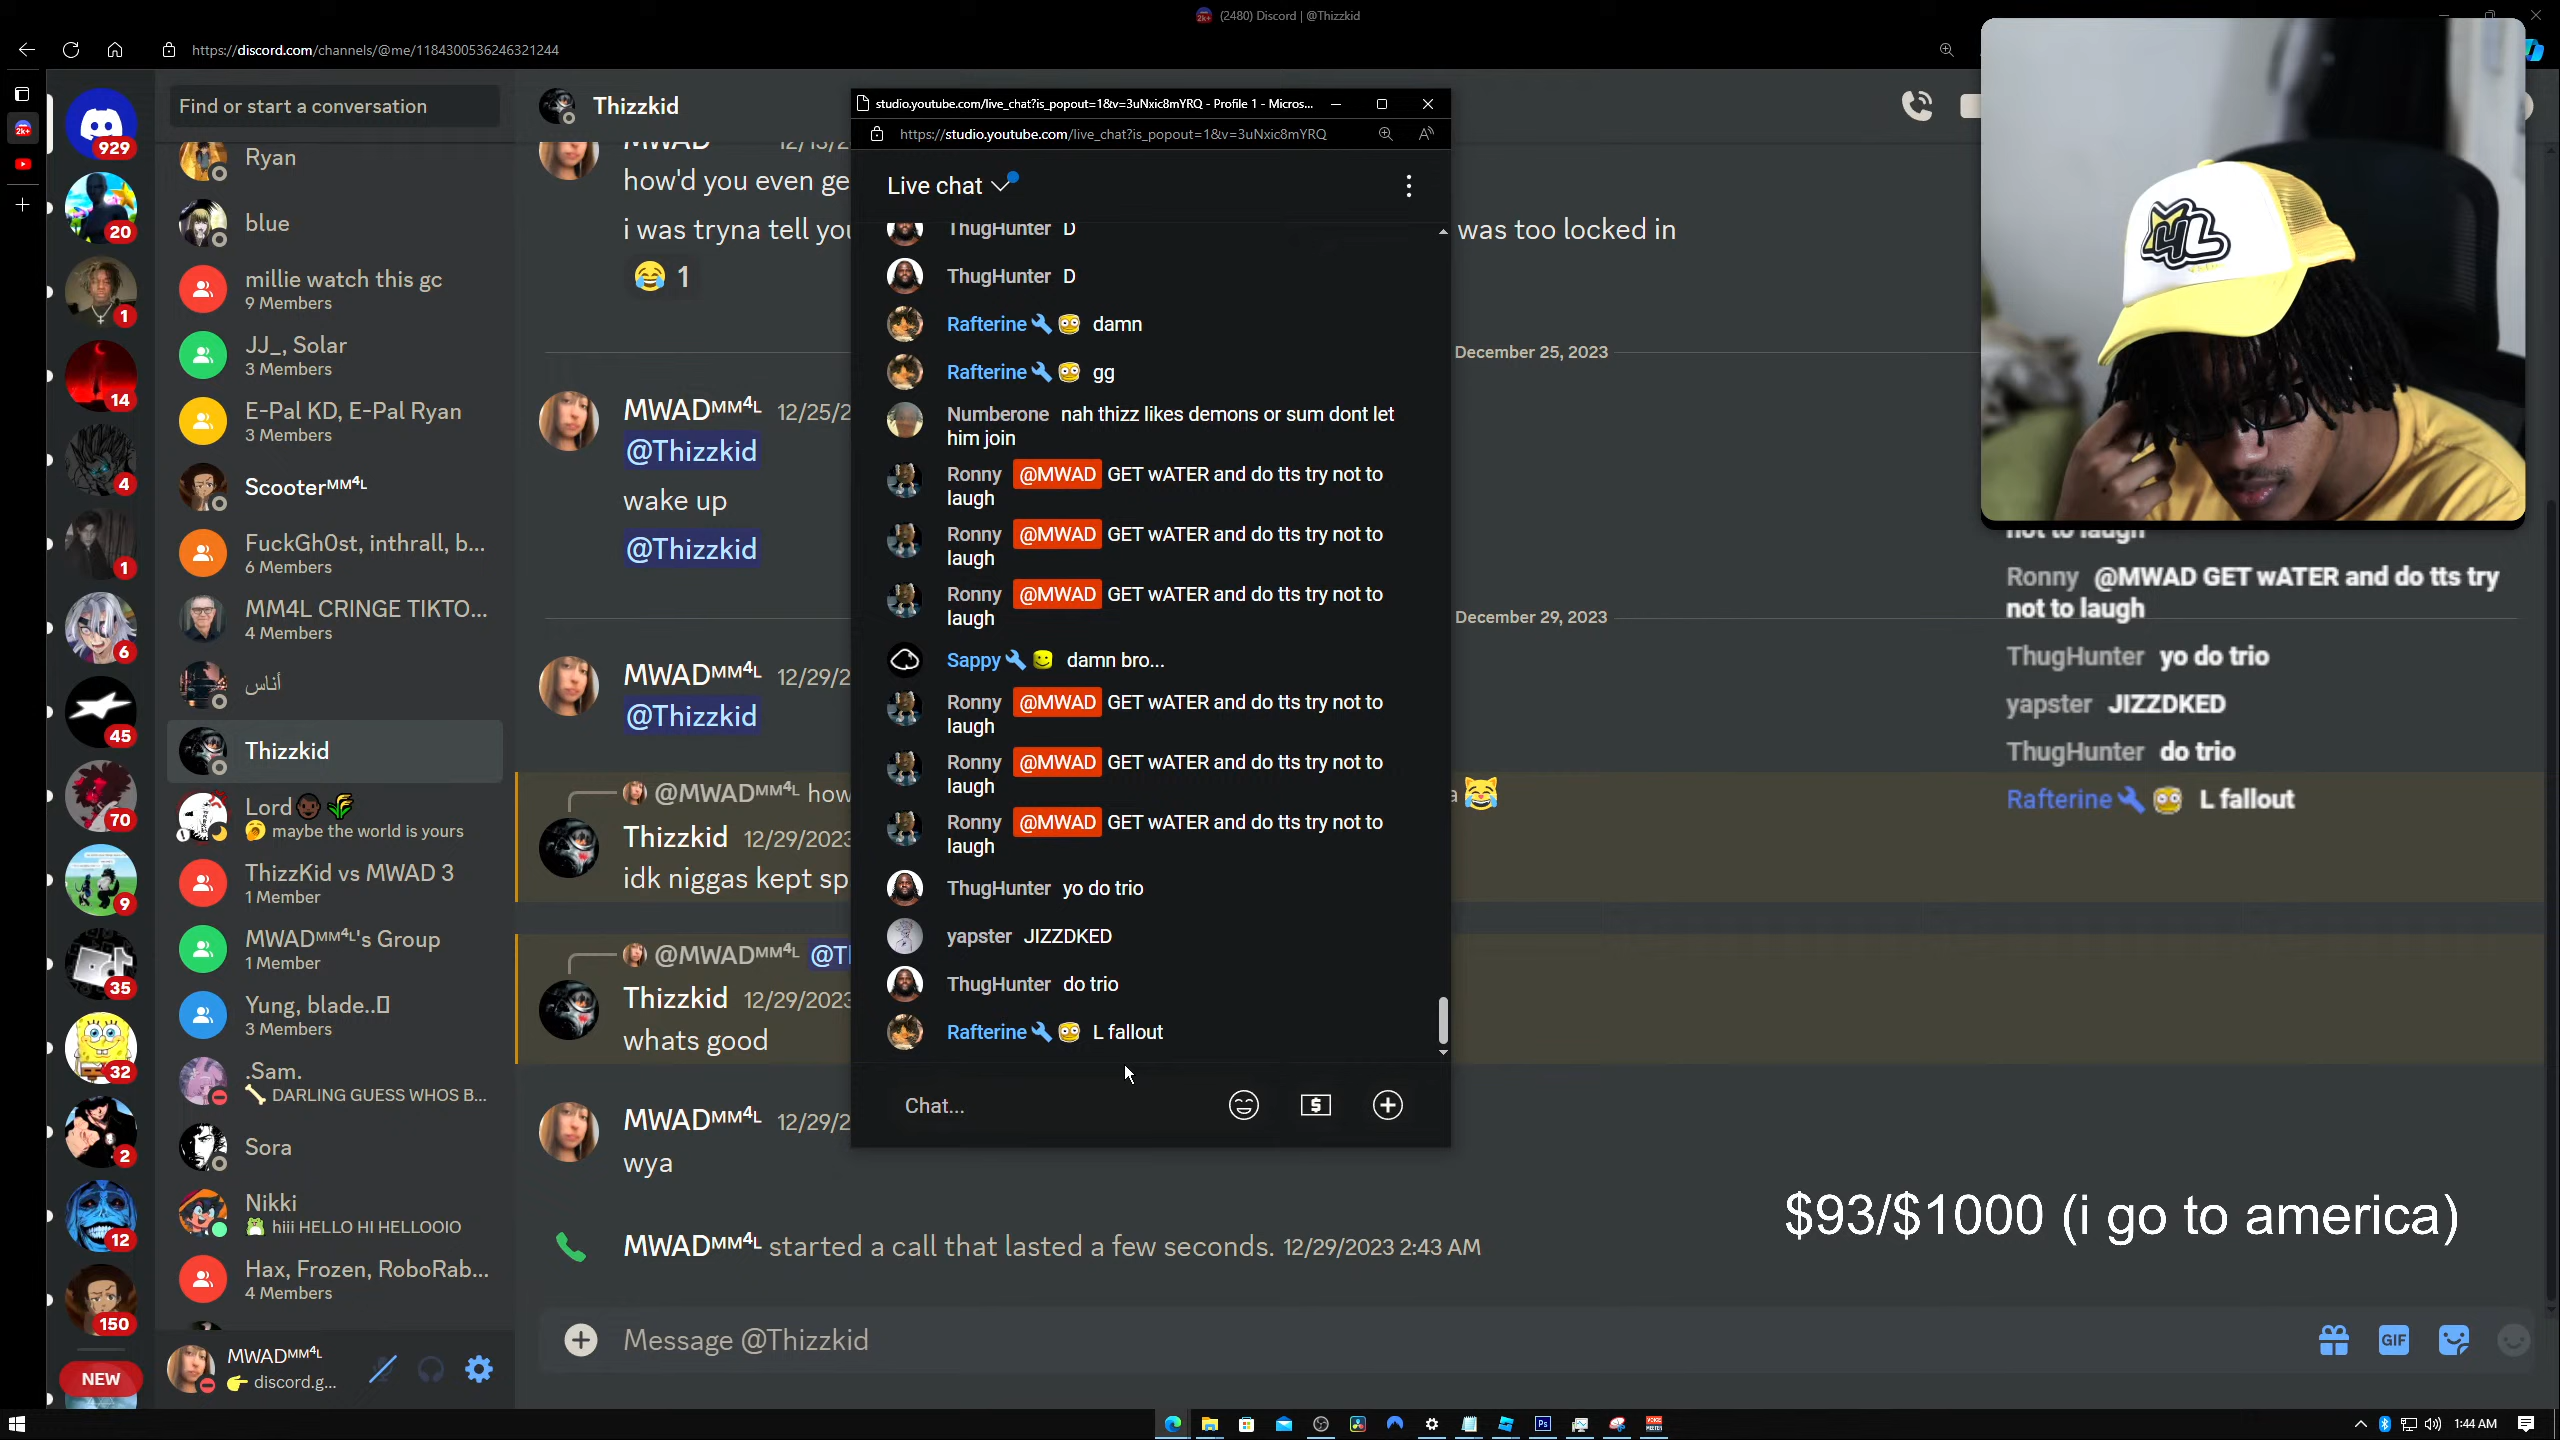 (2480) Discord | @Thizzkid
https://discord.com/channels/@me/1184300536246321244
Find or start a conversation
929
20
1
14
4
1
6
45
70
9
35
32
2
12
150
NEW
Ryan
blue
millie watch this gc
9 Members
JJ_, Solar
3 Members
E-Pal KD, E-Pal Ryan
3 Members
Scooterᴹᴹ⁴ᴸ
FuckGh0st, inthrall, b...
6 Members
MM4L CRINGE TIKTO...
4 Members
أناس
Thizzkid
Lord
maybe the world is yours
ThizzKid vs MWAD 3
1 Member
MWADᴹᴹ⁴ᴸ's Group
1 Member
Yung, blade..
3 Members
.Sam.
DARLING GUESS WHOS B...
Sora
Nikki
hiii HELLO HI HELLOOIO
Hax, Frozen, RoboRab...
4 Members
MWADᴹᴹ⁴ᴸ
discord.g...
Thizzkid
MWAD 12/13/2
how'd you even ge
i was tryna tell you
was too locked in
😂 1
December 25, 2023
MWADᴹᴹ⁴ᴸ 12/25/2
@Thizzkid
wake up
@Thizzkid
December 29, 2023
MWADᴹᴹ⁴ᴸ 12/29/2
@Thizzkid
@MWADᴹᴹ⁴ᴸ how
a 😹
Thizzkid 12/29/2023
idk niggas kept sp
@MWADᴹᴹ⁴ᴸ @Tl
Thizzkid 12/29/2023
whats good
MWADᴹᴹ⁴ᴸ 12/29/2
wya
MWADᴹᴹ⁴ᴸ started a call that lasted a few seconds. 12/29/2023 2:43 AM
Message @Thizzkid
GIF
studio.youtube.com/live_chat?is_popout=1&v=3uNxic8mYRQ - Profile 1 - Micros...
https://studio.youtube.com/live_chat?is_popout=1&v=3uNxic8mYRQ
Live chat
ThugHunter D
ThugHunter D
Rafterine damn
Rafterine gg
Numberone nah thizz likes demons or sum dont let
him join
Ronny @MWAD GET wATER and do tts try not to
laugh
Ronny @MWAD GET wATER and do tts try not to
laugh
Ronny @MWAD GET wATER and do tts try not to
laugh
Sappy damn bro...
Ronny @MWAD GET wATER and do tts try not to
laugh
Ronny @MWAD GET wATER and do tts try not to
laugh
Ronny @MWAD GET wATER and do tts try not to
laugh
ThugHunter yo do trio
yapster JIZZDKED
ThugHunter do trio
Rafterine L fallout
Chat...
M4L
not to laugh
Ronny @MWAD GET wATER and do tts try
not to laugh
ThugHunter yo do trio
yapster JIZZDKED
ThugHunter do trio
Rafterine L fallout
$93/$1000 (i go to america)
Ps
VOICE
MEETER
1:44 AM